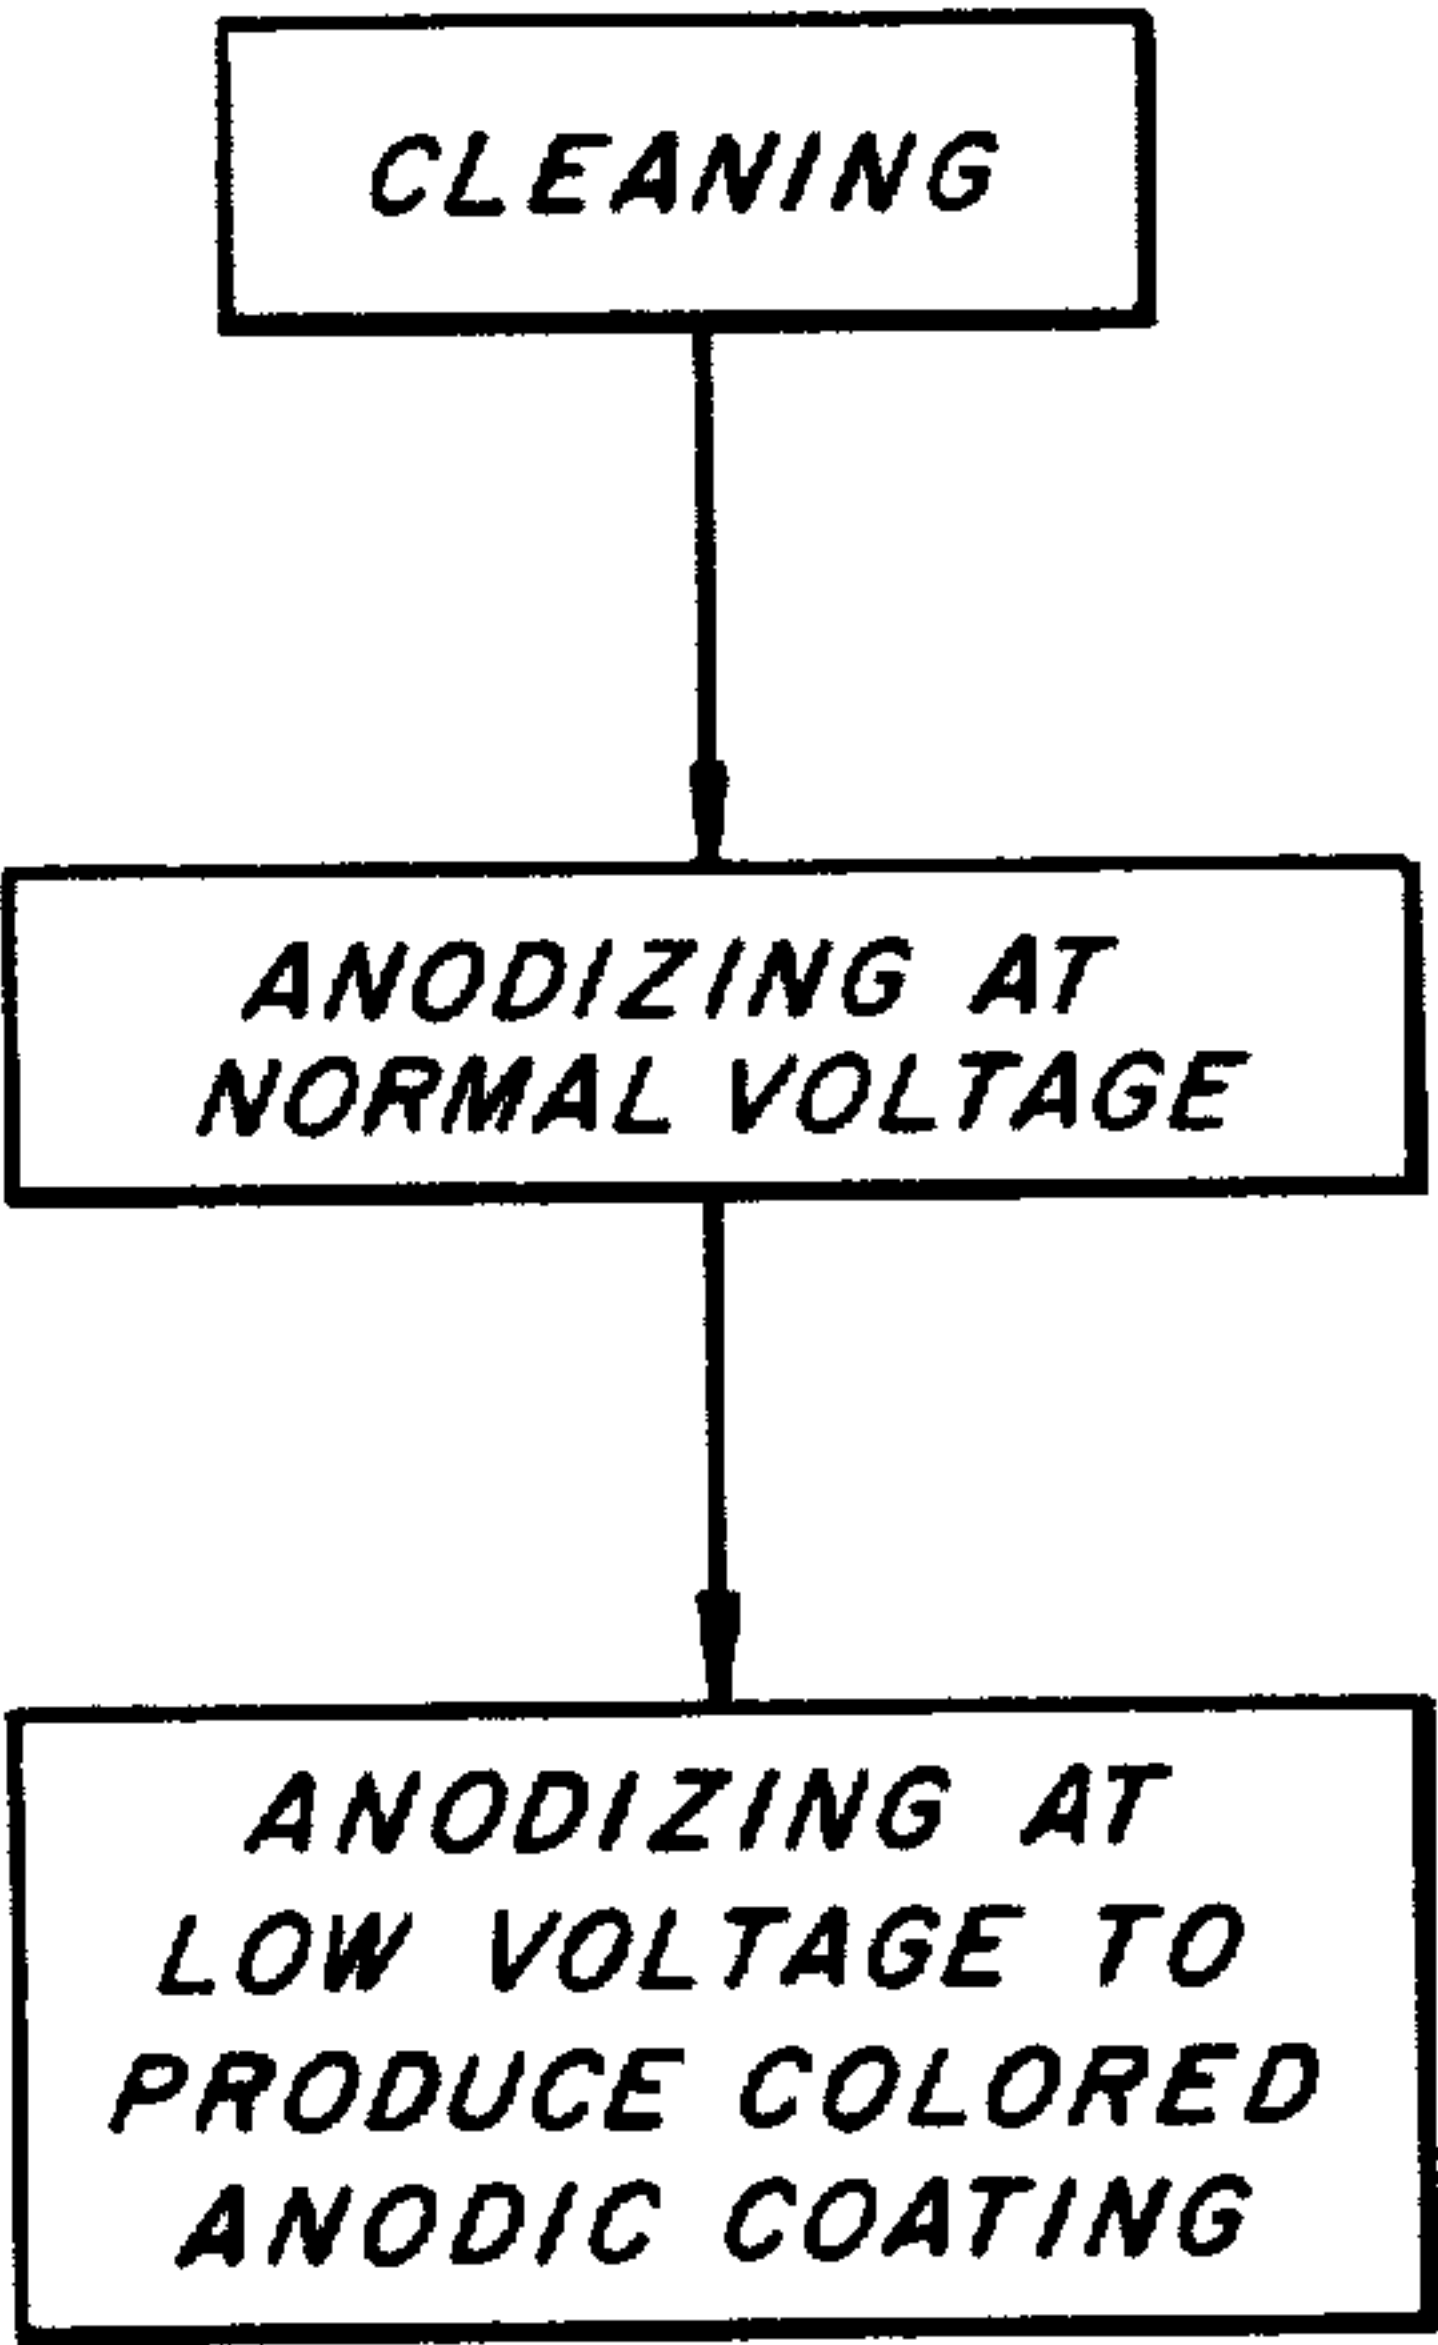 CLEANING
ANODIZING AT
NORMAL VOLTAGE
ANODIZING AT
LOW VOLTAGE TO
PRODUCE COLORED
ANODIC COATING